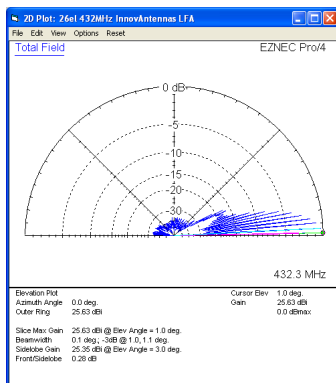 2D Plot: 26el 432MHz InnovAntennas LFA
File Edit View Options Reset
Total Field
EZNEC Pro/4
0 dB
-5
-10
-15
-20
-30
432.3 MHz
Elevation Plot
Cursor Elev 1.0 deg.
Azimuth Angle 0.0 deg.
Gain 25.63 dBi
Outer Ring 25.63 dBi
0.0 dBmax
Slice Max Gain 25.63 dBi @ Elev Angle = 1.0 deg.
Beamwidth 0.1 deg.; -3dB @ 1.0, 1.1 deg.
Sidelobe Gain 25.35 dBi @ Elev Angle = 3.0 deg.
Front/Sidelobe 0.28 dB